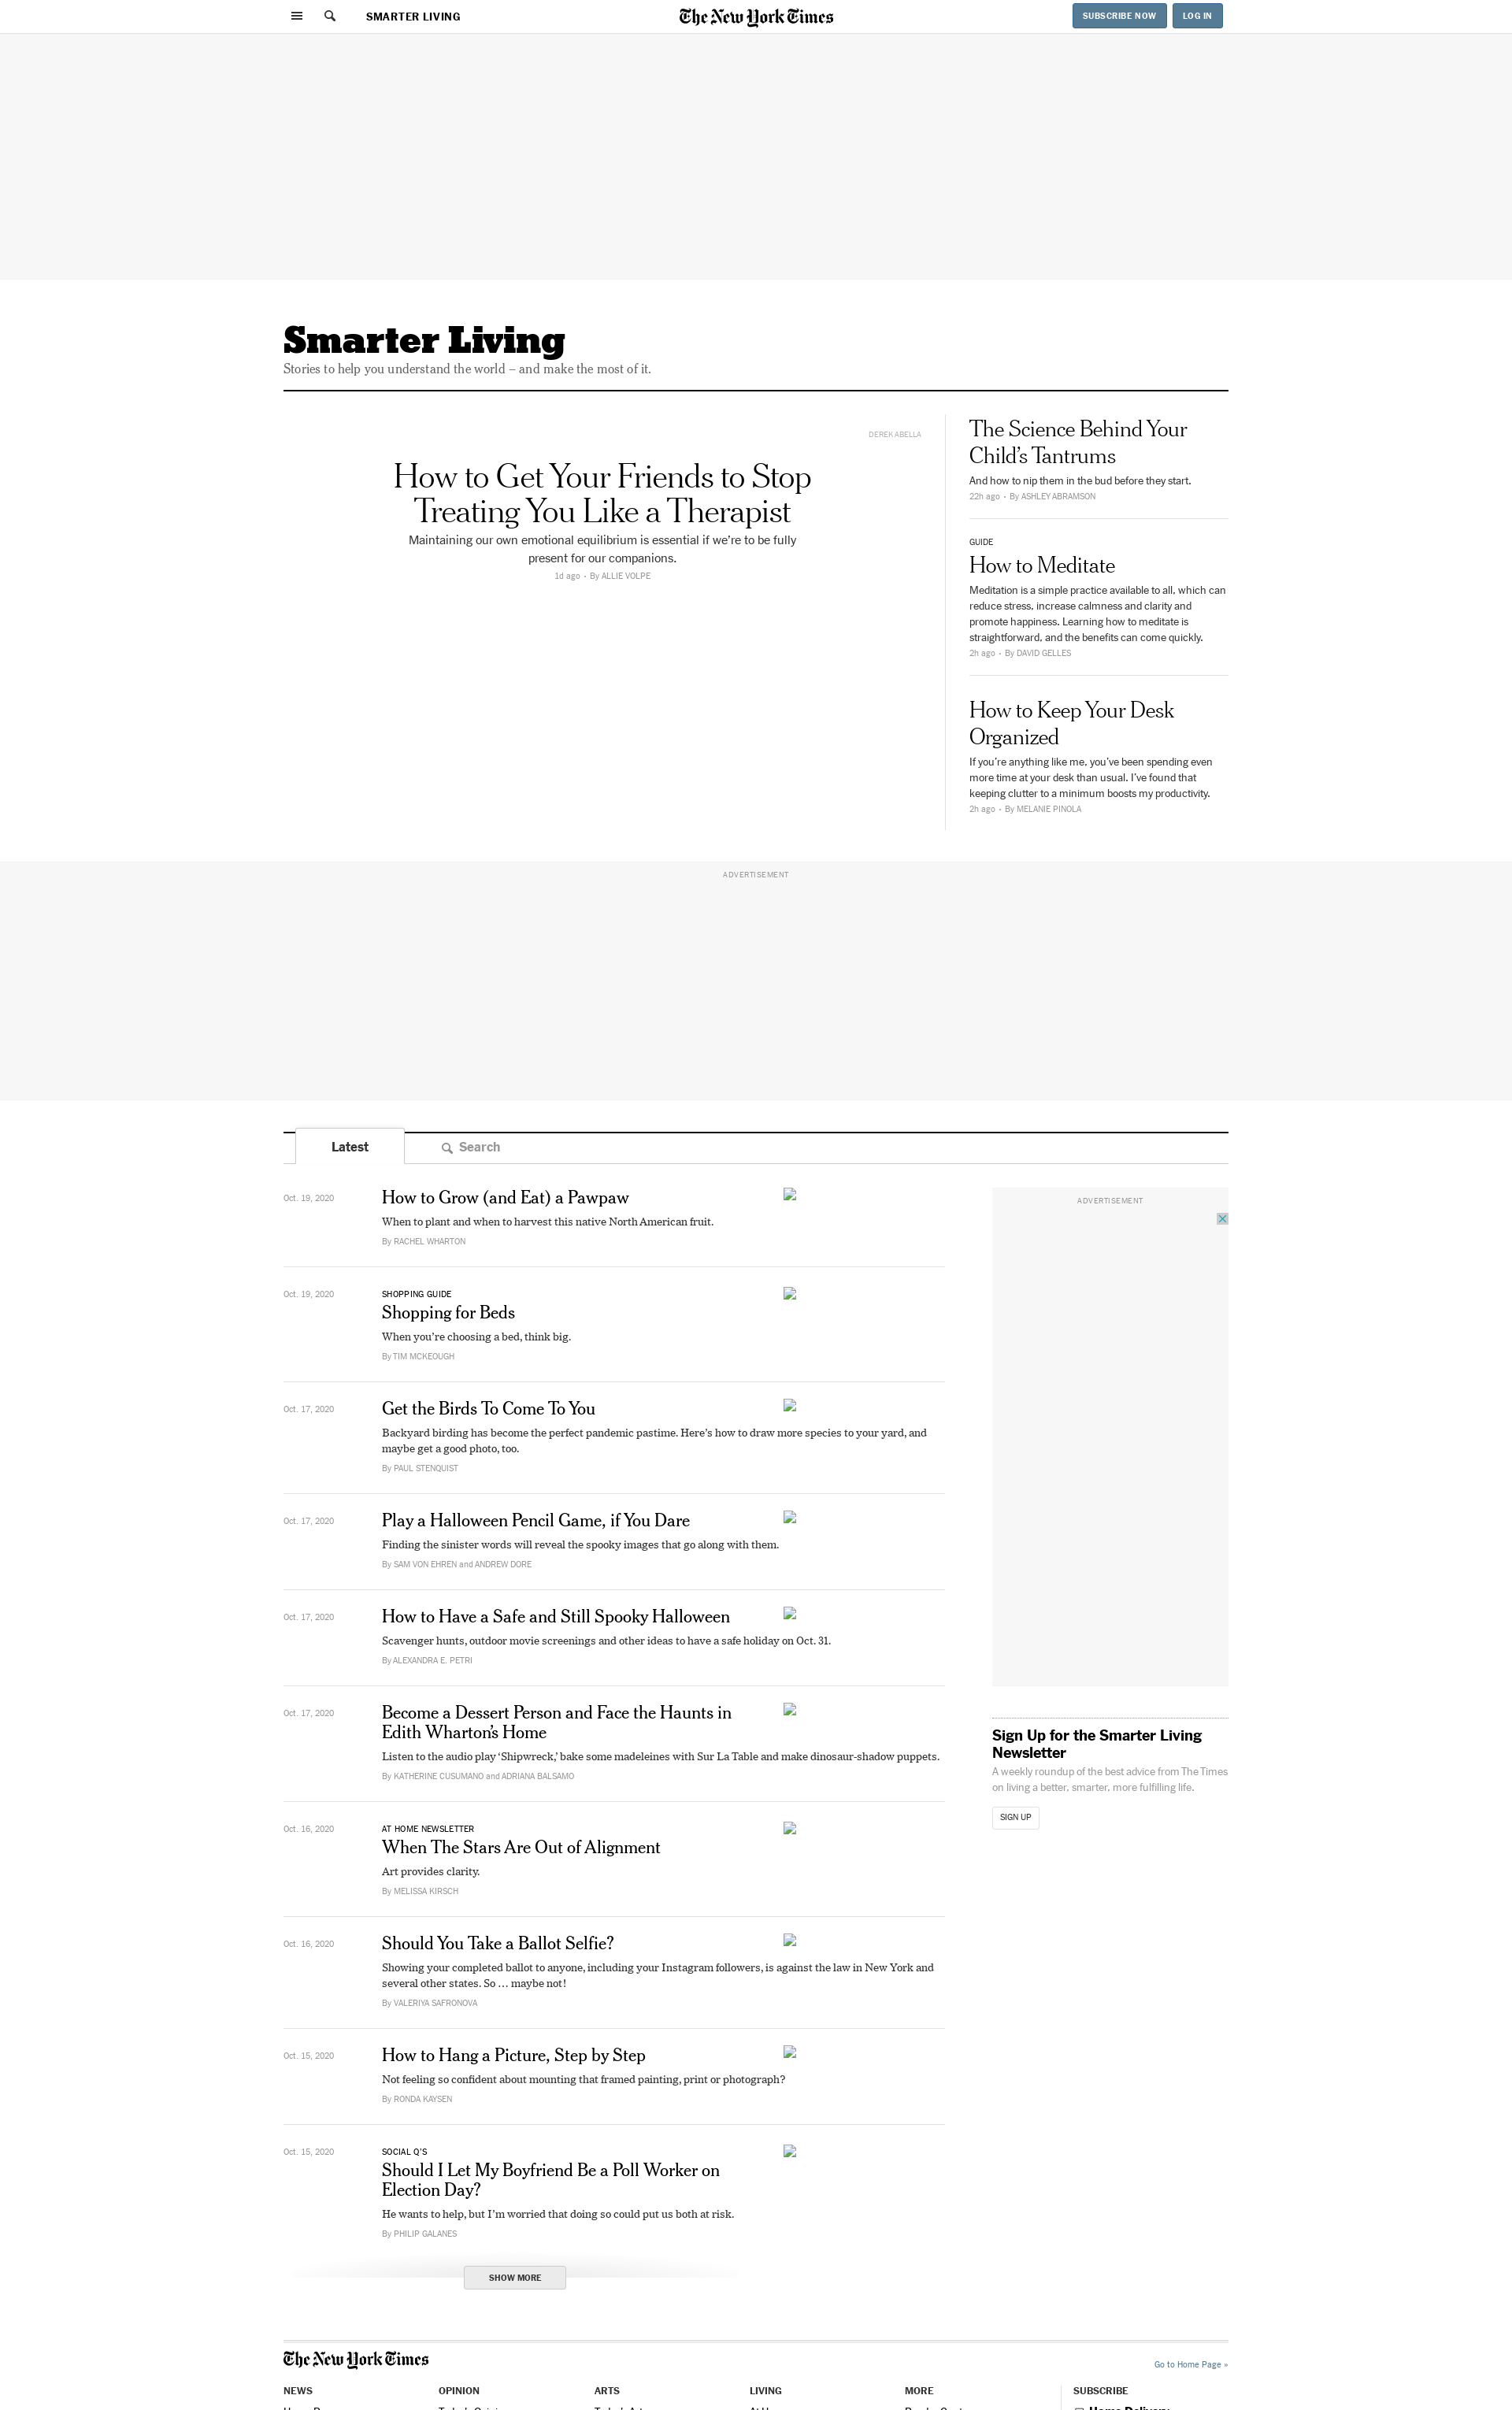 SMARTER LIVING
The New York Times
SUBSCRIBE NOW
LOG IN
Smarter Living
Stories to help you understand the world – and make the most of it.
DEREK ABELLA
How to Get Your Friends to Stop
Treating You Like a Therapist
Maintaining our own emotional equilibrium is essential if we’re to be fully
present for our companions.
1d ago • By ALLIE VOLPE
The Science Behind Your
Child’s Tantrums
And how to nip them in the bud before they start.
22h ago • By ASHLEY ABRAMSON
GUIDE
How to Meditate
Meditation is a simple practice available to all, which can
reduce stress, increase calmness and clarity and
promote happiness. Learning how to meditate is
straightforward, and the benefits can come quickly.
2h ago • By DAVID GELLES
How to Keep Your Desk
Organized
If you’re anything like me, you’ve been spending even
more time at your desk than usual. I’ve found that
keeping clutter to a minimum boosts my productivity.
2h ago • By MELANIE PINOLA
ADVERTISEMENT
Latest
Search
Oct. 19, 2020
How to Grow (and Eat) a Pawpaw
When to plant and when to harvest this native North American fruit.
By RACHEL WHARTON
Oct. 19, 2020
SHOPPING GUIDE
Shopping for Beds
When you’re choosing a bed, think big.
By TIM MCKEOUGH
Oct. 17, 2020
Get the Birds To Come To You
Backyard birding has become the perfect pandemic pastime. Here’s how to draw more species to your yard, and
maybe get a good photo, too.
By PAUL STENQUIST
Oct. 17, 2020
Play a Halloween Pencil Game, if You Dare
Finding the sinister words will reveal the spooky images that go along with them.
By SAM VON EHREN and ANDREW DORE
Oct. 17, 2020
How to Have a Safe and Still Spooky Halloween
Scavenger hunts, outdoor movie screenings and other ideas to have a safe holiday on Oct. 31.
By ALEXANDRA E. PETRI
Oct. 17, 2020
Become a Dessert Person and Face the Haunts in
Edith Wharton’s Home
Listen to the audio play ‘Shipwreck,’ bake some madeleines with Sur La Table and make dinosaur-shadow puppets.
By KATHERINE CUSUMANO and ADRIANA BALSAMO
Oct. 16, 2020
AT HOME NEWSLETTER
When The Stars Are Out of Alignment
Art provides clarity.
By MELISSA KIRSCH
Oct. 16, 2020
Should You Take a Ballot Selfie?
Showing your completed ballot to anyone, including your Instagram followers, is against the law in New York and
several other states. So … maybe not!
By VALERIYA SAFRONOVA
Oct. 15, 2020
How to Hang a Picture, Step by Step
Not feeling so confident about mounting that framed painting, print or photograph?
By RONDA KAYSEN
Oct. 15, 2020
SOCIAL Q’S
Should I Let My Boyfriend Be a Poll Worker on
Election Day?
He wants to help, but I’m worried that doing so could put us both at risk.
By PHILIP GALANES
SHOW MORE
ADVERTISEMENT
Sign Up for the Smarter Living
Newsletter
A weekly roundup of the best advice from The Times
on living a better, smarter, more fulfilling life.
SIGN UP
The New York Times
Go to Home Page »
NEWS
OPINION
ARTS
LIVING
MORE
SUBSCRIBE